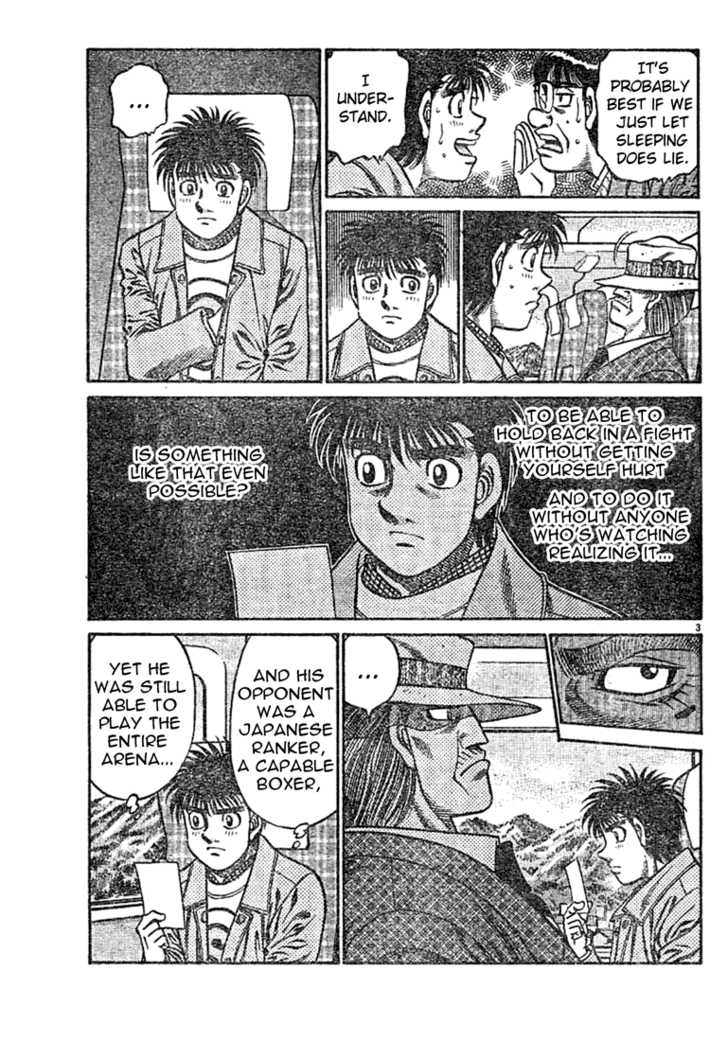 IT'S
PROBABLY
BEST IF WE
JUST LET
SLEEPING
DOES LIE.
I
UNDER-
STAND.
...
TO BE ABLE TO
HOLD BACK IN A FIGHT
WITHOUT GETTING
YOURSELF HURT
AND TO DO IT
WITHOUT ANYONE
WHO'S WATCHING
REALIZING IT...
IS SOMETHING
LIKE THAT EVEN
POSSIBLE?
3
...
AND HIS
OPPONENT
WAS A
JAPANESE
RANKER,
A CAPABLE
BOXER,
YET HE
WAS STILL
ABLE TO
PLAY THE
ENTIRE
ARENA...